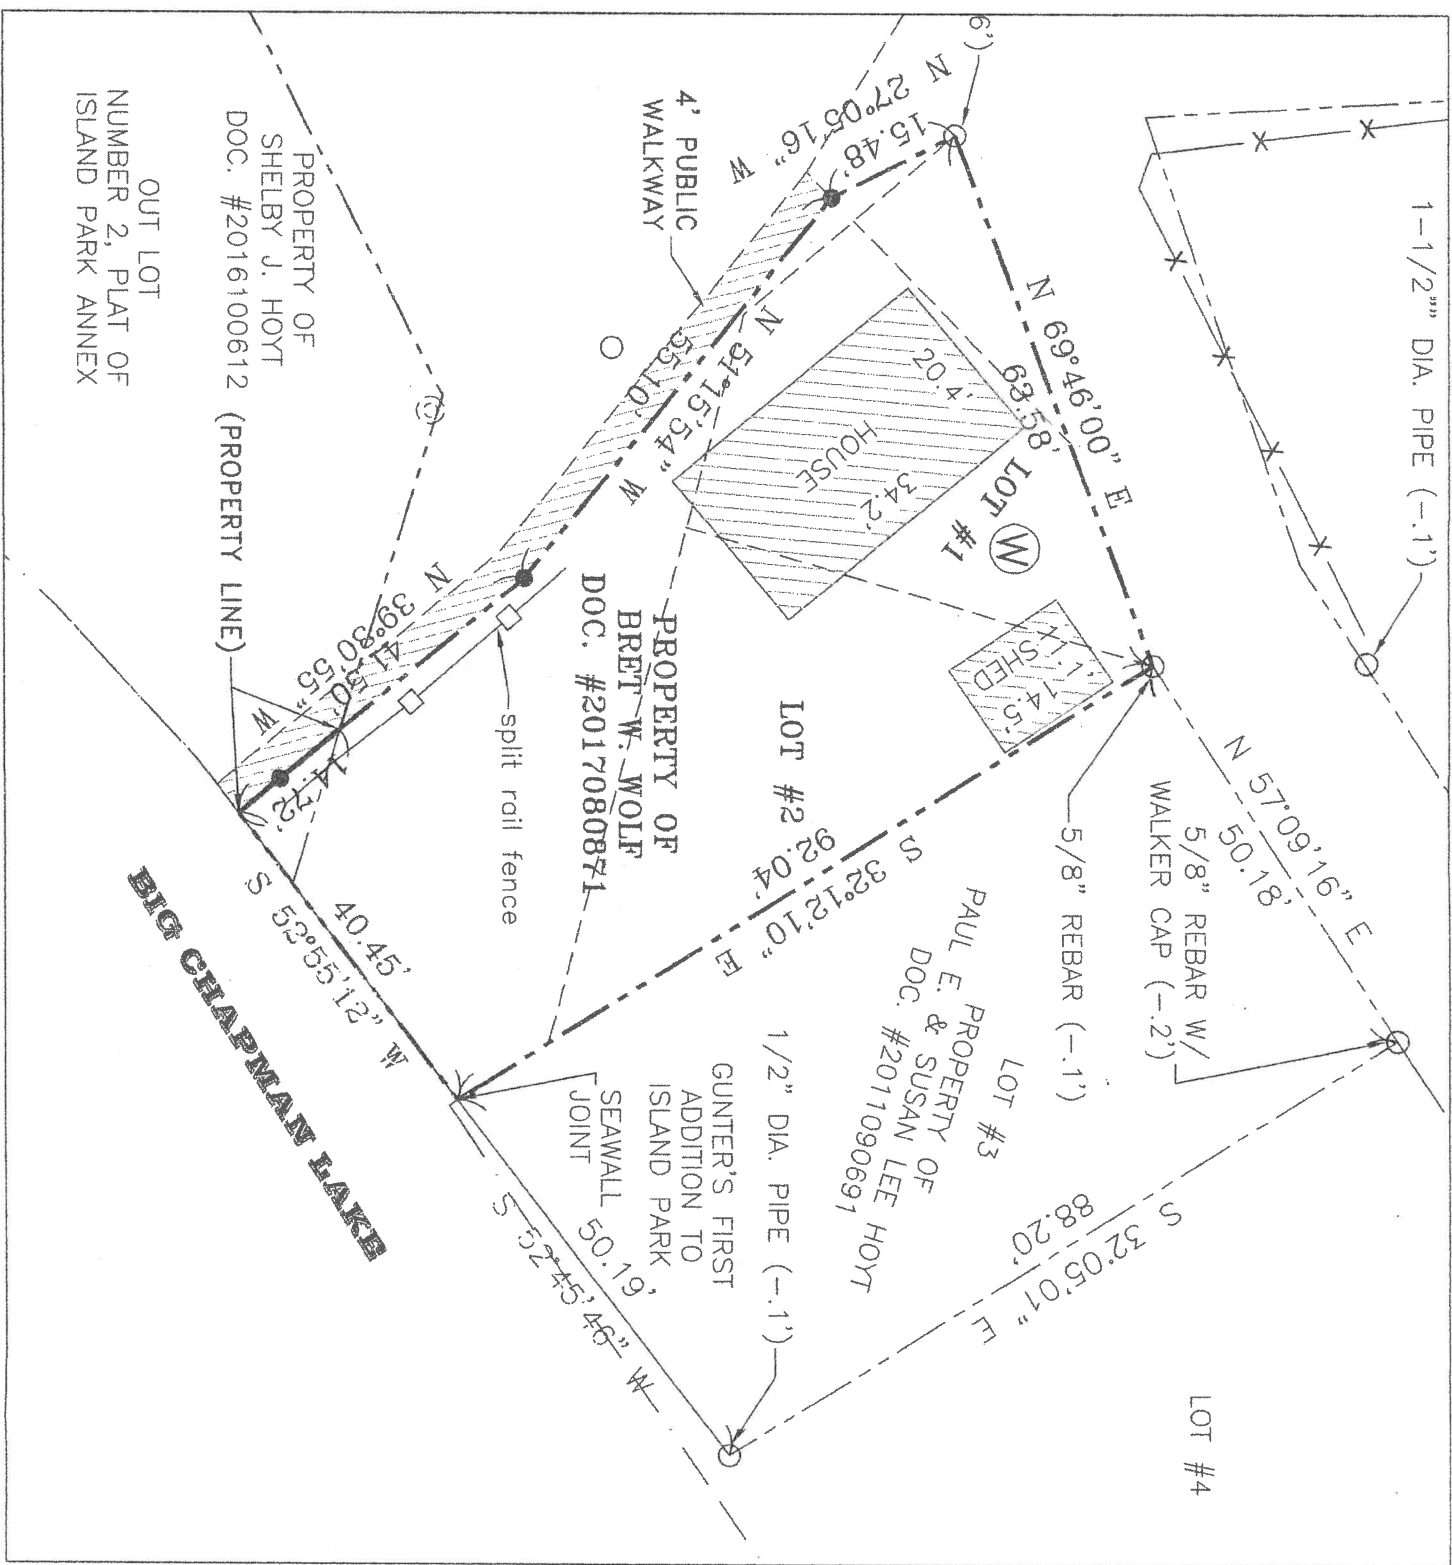 1-1/2"" DIA. PIPE (-.1')
6')
N 27°05'16" W
15.48'
N 69°46'00" E
63.58'
N 57°09'16" E
50.18'
5/8" REBAR W/
WALKER CAP (-.2')
5/8" REBAR (-.1')
LOT #4
4' PUBLIC
WALKWAY
20.4'
HOUSE
34.2'
LOT #1
W
11.1'
SHED
14.5'
N 51°15'54" W
55.10'
LOT #2
PROPERTY OF
BRET W. WOLF
DOC. #2017080871
split rail fence
S 32°12'10" E
92.04'
LOT #3
PROPERTY OF
PAUL E. & SUSAN LEE HOYT
DOC. #2011090691
S 32°05'01" E
88.20'
1/2" DIA. PIPE (-.1')
GUNTER'S FIRST
ADDITION TO
ISLAND PARK
SEAWALL
JOINT
50.19'
S 52°45'46" W
N 39°30'55" W
41.50'
14.72'
40.45'
S 52°55'12" W
PROPERTY OF
SHELBY J. HOYT
DOC. #2016100612
(PROPERTY LINE)
OUT LOT
NUMBER 2, PLAT OF
ISLAND PARK ANNEX
BIG CHAPMAN LAKE